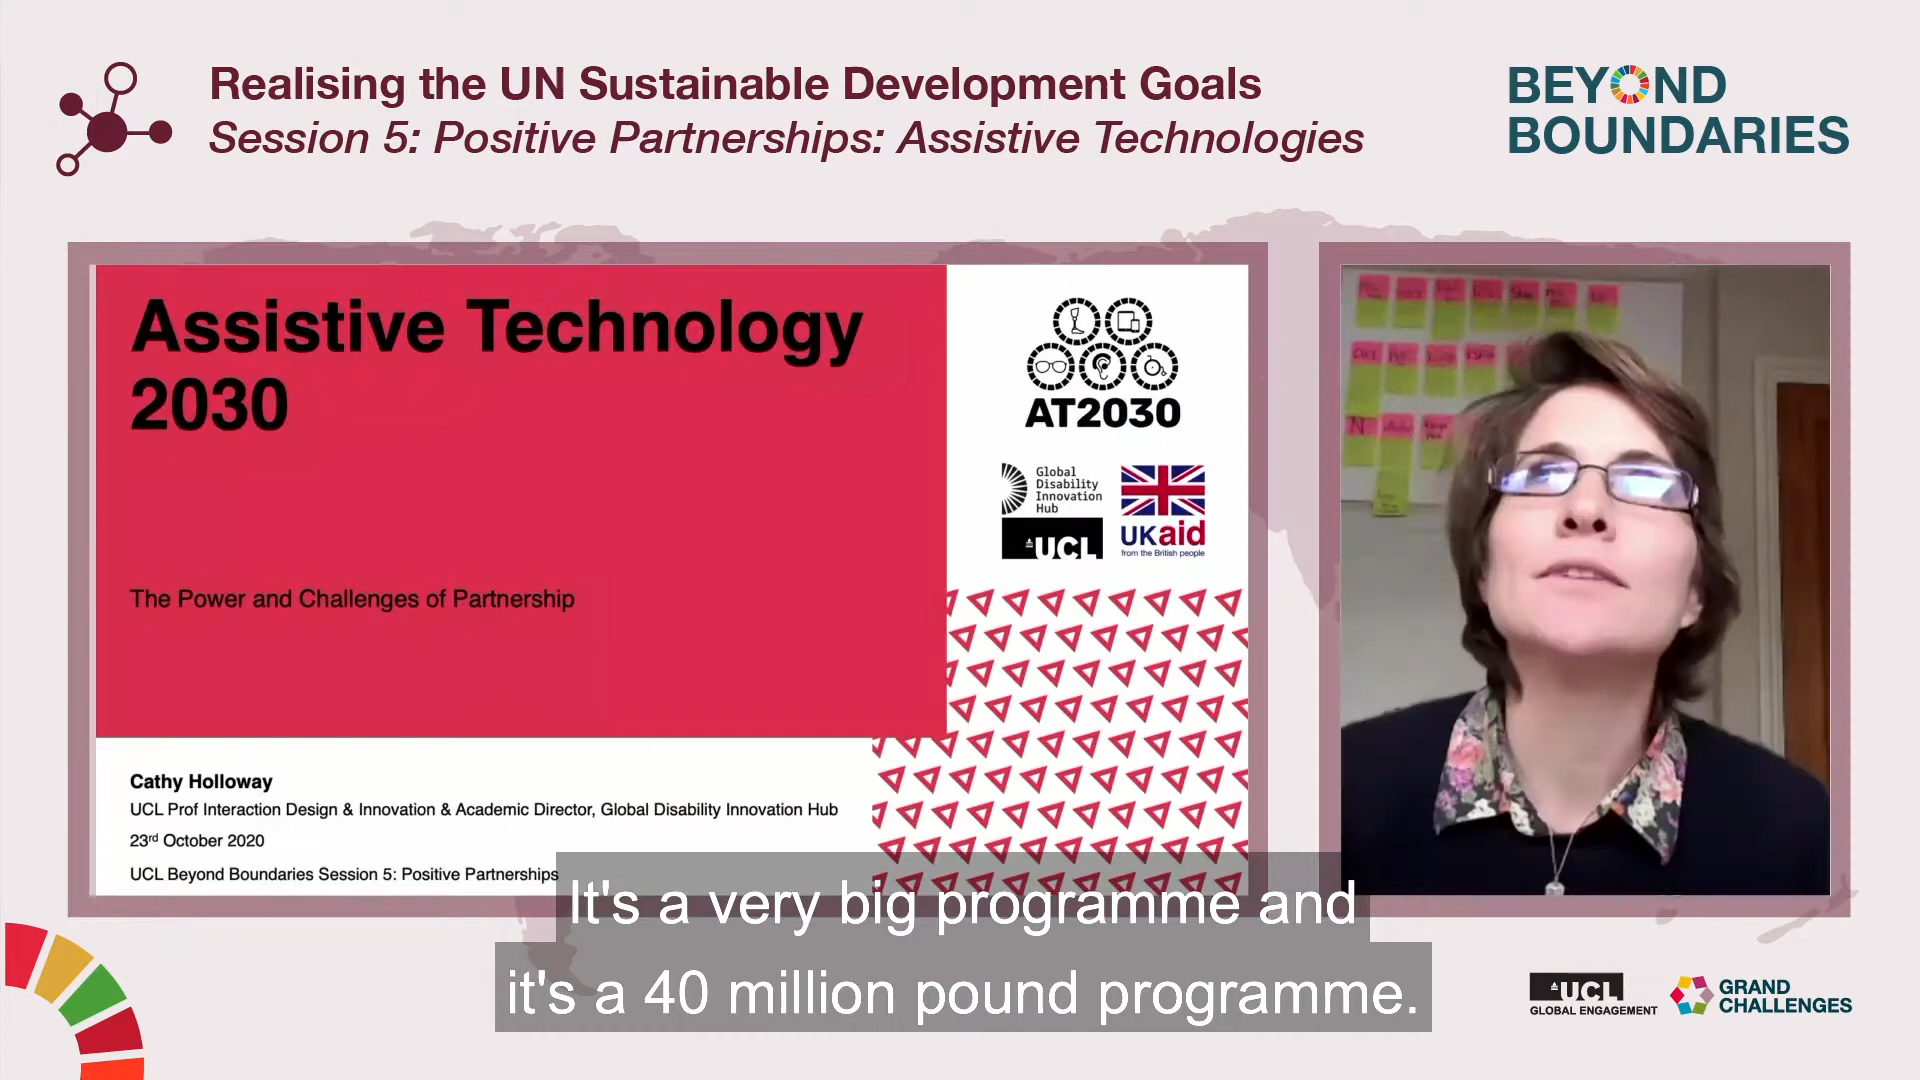 Realising the UN Sustainable Development Goals
Session 5: Positive Partnerships: Assistive Technologies
BEYOND
BOUNDARIES
Assistive Technology
2030
The Power and Challenges of Partnership
AT2030
Global
Disability
Innovation
Hub
UCL
UKaid
from the British people
Cathy Holloway
UCL Prof Interaction Design & Innovation & Academic Director, Global Disability Innovation Hub
23rd October 2020
UCL Beyond Boundaries Session 5: Positive Partnerships
It's a very big programme and
it's a 40 million pound programme.
UCL
GLOBAL ENGAGEMENT
GRAND
CHALLENGES